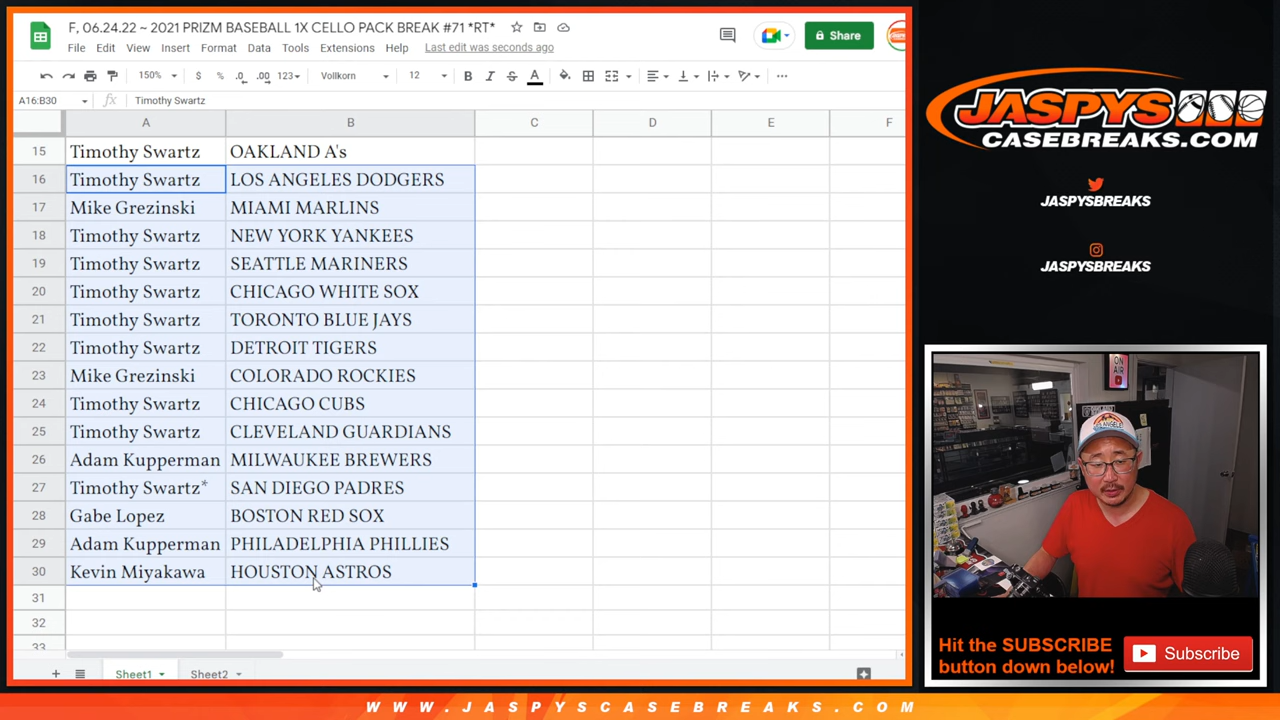 F, 06.24.22 ~ 2021 PRIZM BASEBALL 1X CELLO PACK BREAK #71 *RT*
File Edit View Insert Format Data Tools Extensions Help Last edit was seconds ago
Share
150% $ % .0 .00 123 Vollkorn 12 B I S A
A16:B30 fx Timothy Swartz
A B C D E F
15 Timothy Swartz OAKLAND A's
16 Timothy Swartz LOS ANGELES DODGERS
17 Mike Grezinski MIAMI MARLINS
18 Timothy Swartz NEW YORK YANKEES
19 Timothy Swartz SEATTLE MARINERS
20 Timothy Swartz CHICAGO WHITE SOX
21 Timothy Swartz TORONTO BLUE JAYS
22 Timothy Swartz DETROIT TIGERS
23 Mike Grezinski COLORADO ROCKIES
24 Timothy Swartz CHICAGO CUBS
25 Timothy Swartz CLEVELAND GUARDIANS
26 Adam Kupperman MILWAUKEE BREWERS
27 Timothy Swartz* SAN DIEGO PADRES
28 Gabe Lopez BOSTON RED SOX
29 Adam Kupperman PHILADELPHIA PHILLIES
30 Kevin Miyakawa HOUSTON ASTROS
31
32
33
Sheet1 Sheet2
JASPYS
CASEBREAKS.COM
JASPYSBREAKS
JASPYSBREAKS
ON
AIR
Hit the SUBSCRIBE
button down below!
Subscribe
WWW.JASPYSCASEBREAKS.COM